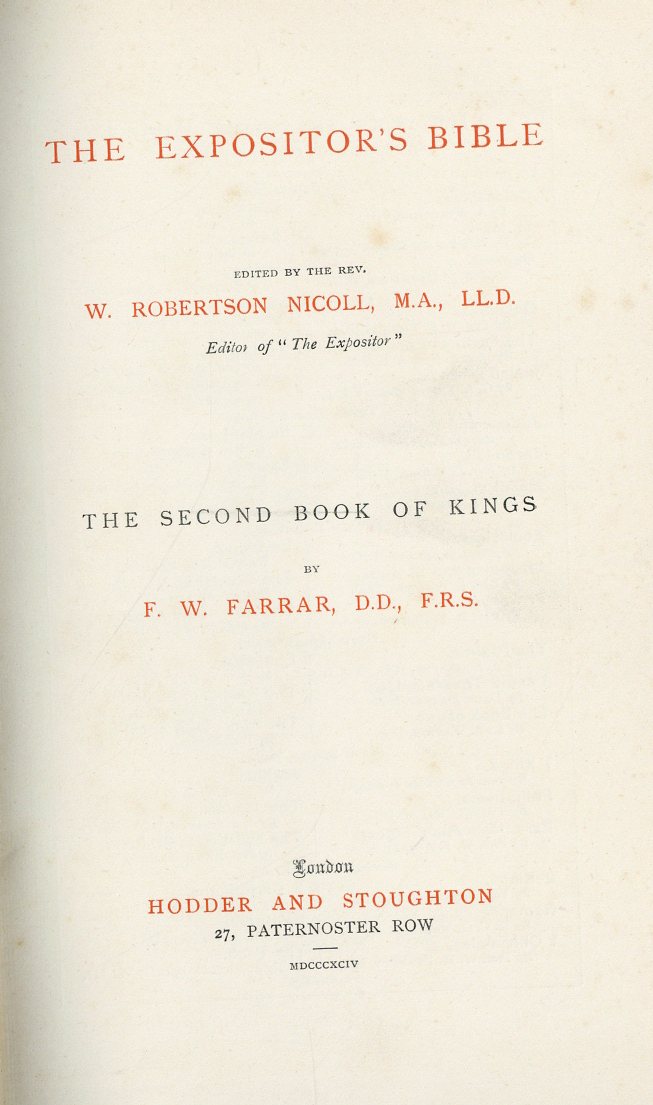 THE EXPOSITOR'S BIBLE
EDITED BY THE REV.
W. ROBERTSON NICOLL, M.A., LL.D.
Editor of "The Expositor"
THE SECOND BOOK OF KINGS
BY
F. W. FARRAR, D.D., F.R.S.
London
HODDER AND STOUGHTON
27, PATERNOSTER ROW
MDCCCXCIV